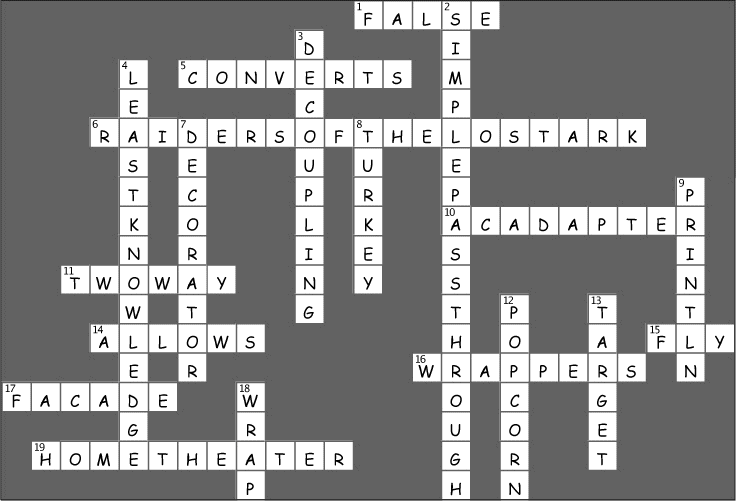 1 FALSE
2 SIMPLEPASSTHROUGH
3 DECOUPLING
4 LEASTKNOWLEDGE
5 CONVERTS
6 RAIDERSOFTHELOSTARK
7 DECORATOR
8 TURKEY
9 PRINTLN
10 ACADAPTER
11 TWOWAY
12 POPCORN
13 TARGET
14 ALLOWS
15 FLY
16 WRAPPERS
17 FACADE
18 WRAP
19 HOMETHEATER